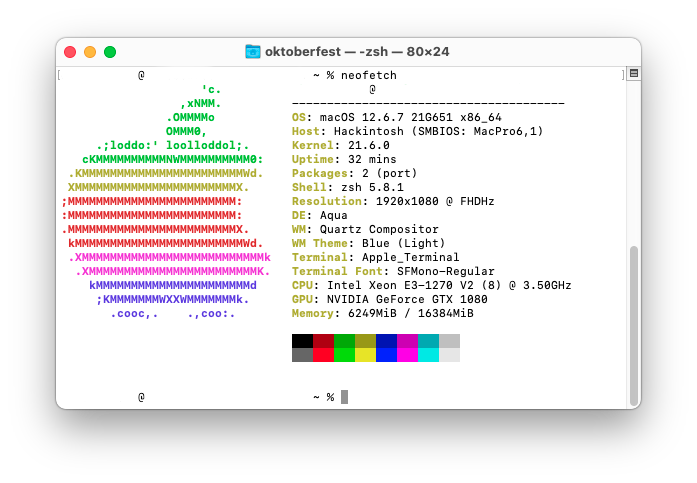 oktoberfest — -zsh — 80×24
[ @ ~ % neofetch ]
'c. @
,xNMM. ---------------------------------------
.OMMMMo OS: macOS 12.6.7 21G651 x86_64
OMMM0, Host: Hackintosh (SMBIOS: MacPro6,1)
.;loddo:' loolloddol;. Kernel: 21.6.0
cKMMMMMMMMMMNWMMMMMMMMMM0: Uptime: 32 mins
.KMMMMMMMMMMMMMMMMMMMMMMMWd. Packages: 2 (port)
XMMMMMMMMMMMMMMMMMMMMMMMX. Shell: zsh 5.8.1
;MMMMMMMMMMMMMMMMMMMMMMMM: Resolution: 1920x1080 @ FHDHz
:MMMMMMMMMMMMMMMMMMMMMMMM: DE: Aqua
.MMMMMMMMMMMMMMMMMMMMMMMMX. WM: Quartz Compositor
kMMMMMMMMMMMMMMMMMMMMMMMMWd. WM Theme: Blue (Light)
.XMMMMMMMMMMMMMMMMMMMMMMMMMMk Terminal: Apple_Terminal
.XMMMMMMMMMMMMMMMMMMMMMMMMK. Terminal Font: SFMono-Regular
kMMMMMMMMMMMMMMMMMMMMMMd CPU: Intel Xeon E3-1270 V2 (8) @ 3.50GHz
;KMMMMMMMWXXWMMMMMMMk. GPU: NVIDIA GeForce GTX 1080
.cooc,. .,coo:. Memory: 6249MiB / 16384MiB
@ ~ %